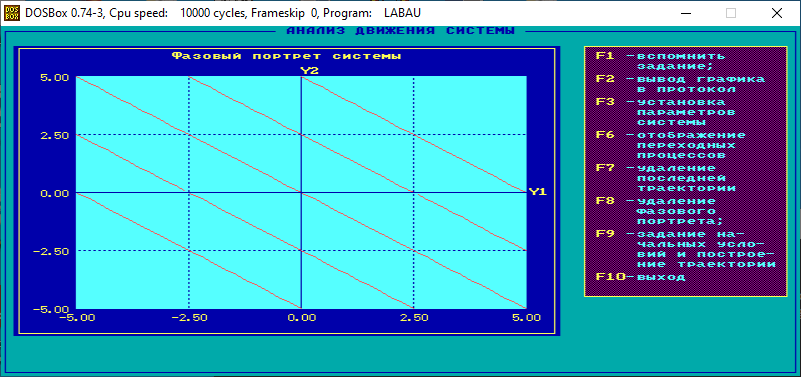 DOS
BOX
DOSBox 0.74-3, Cpu speed: 10000 cycles, Frameskip 0, Program: LABAU
АНАЛИЗ ДВИЖЕНИЯ СИСТЕМЫ
Фазовый портрет системы
Y2
5.00
2.50
0.00
Y1
-2.50
-5.00
-5.00 -2.50 0.00 2.50 5.00
F1 -вспомнить
задание;
F2 -вывод графика
в протокол
F3 -установка
параметров
системы
F6 -отображение
переходных
процессов
F7 -удаление
последней
траектории
F8 -удаление
Фазового
портрета;
F9 -задание на-
чальных усло-
вий и построе-
ние траектории
F10-выход